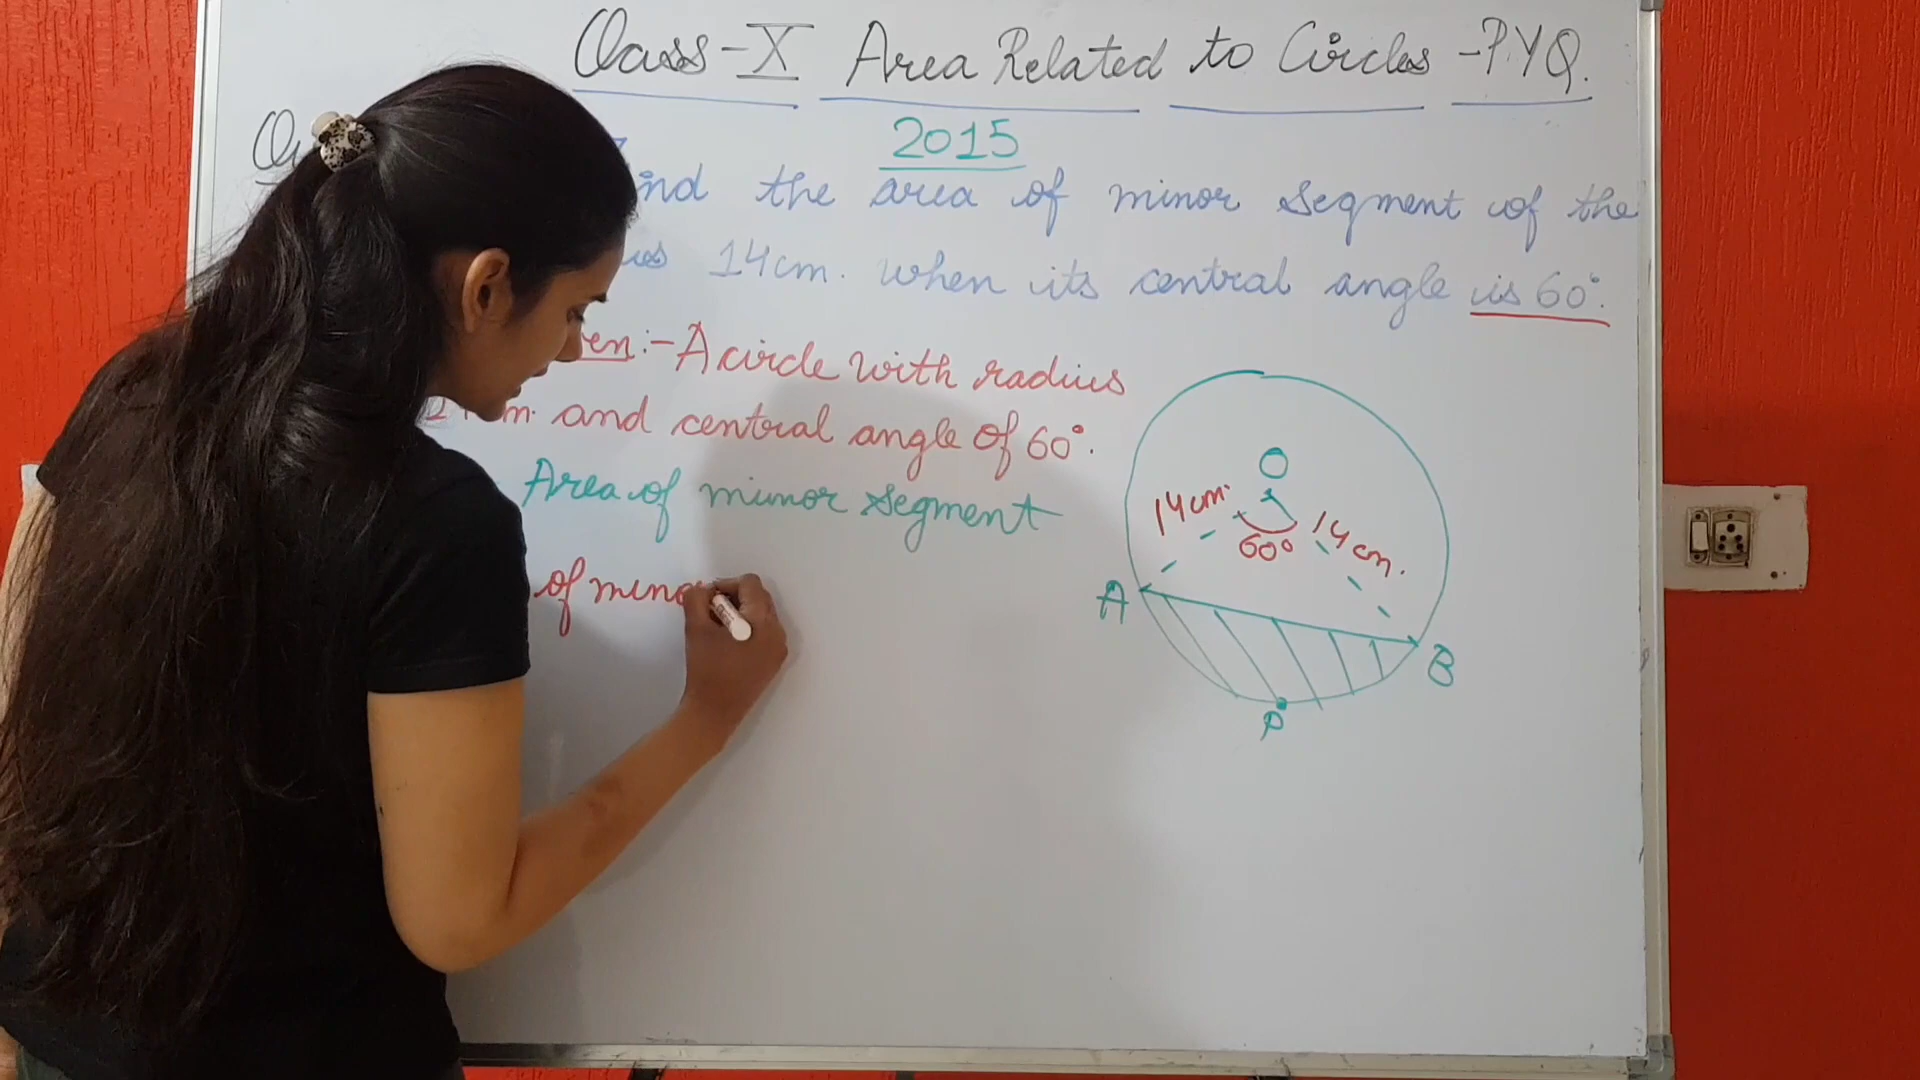 Class-X Area Related to Circles-PYQ.
2015
the area of minor segment of the
14cm. when its central angle is 60°.
:- A circle with radius
and central angle of 60°.
Area of minor segment
of mino
O
14cm.
14cm.
60°
A
B
P